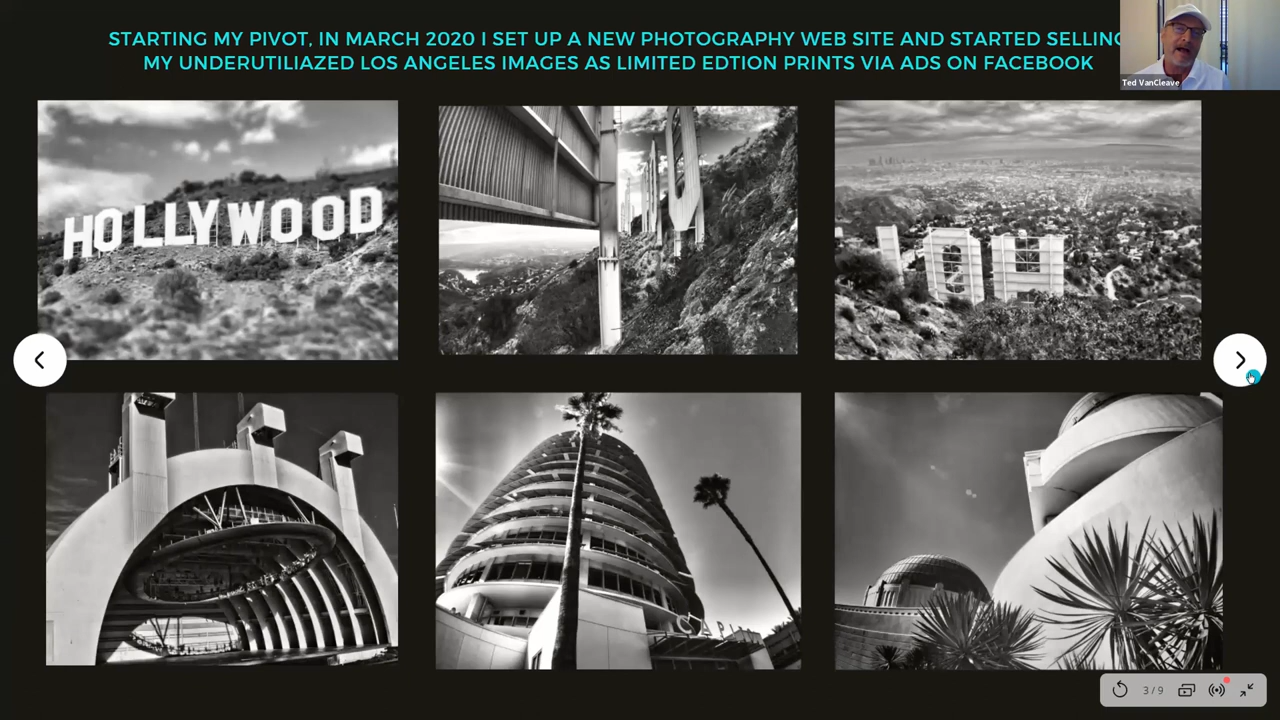 STARTING MY PIVOT, IN MARCH 2020 I SET UP A NEW PHOTOGRAPHY WEB SITE AND STARTED SELLING
MY UNDERUTILIAZED LOS ANGELES IMAGES AS LIMITED EDTION PRINTS VIA ADS ON FACEBOOK
Ted VanCleave
HOLLYWOOD
CAPI
3 / 9